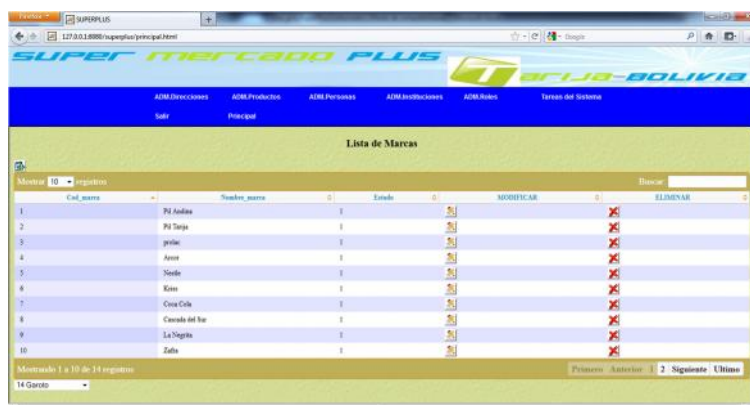 Firefox SUPERPLUS
127.0.0.1:8080/superplus/principal.html
SUPER mercado PLUS
Tarija-BOLIVIA
ADM.Direcciones ADM.Productos ADM.Personas ADM.Instituciones ADM.Roles Tareas del Sistema
Salir Principal
Lista de Marcas
Mostrar 10 registros Buscar
Cod_marca Nombre_marca Estado MODIFICAR ELIMINAR
1 Pil Andina 1
2 Pil Tarija 1
3 prolac 1
4 Arcor 1
5 Nestle 1
6 Kriss 1
7 Coca Cola 1
8 Cascada del Sur 1
9 La Negrita 1
10 Zafra 1
Mostrando 1 a 10 de 14 registros Primero Anterior 1 2 Siguiente Ultimo
14 Garoto